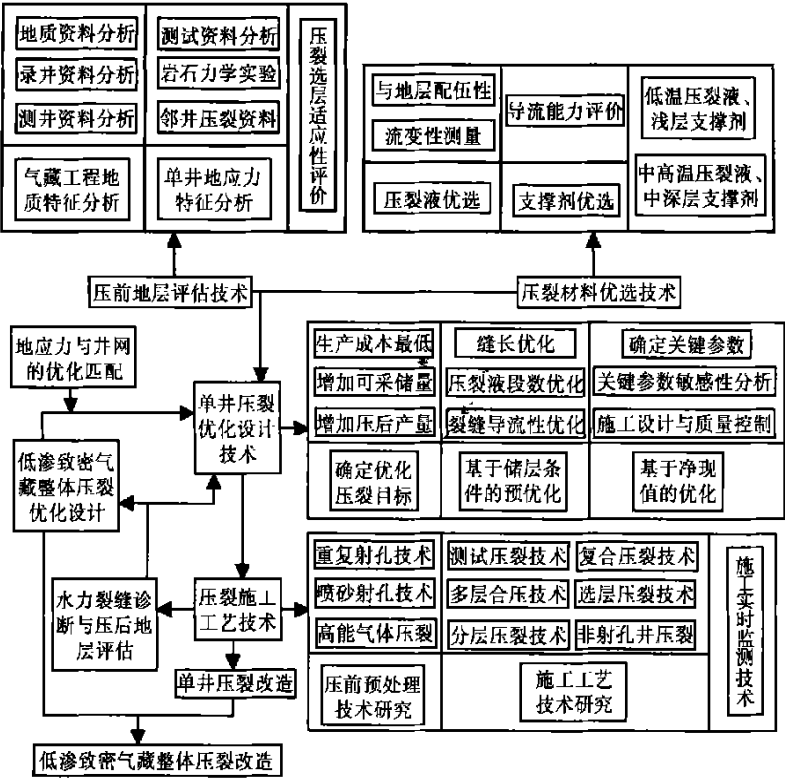 地质资料分析
录井资料分析
测井资料分析
测试资料分析
岩石力学实验
邻井压裂资料
气藏工程地
质特征分析
单井地应力
特征分析
压裂选层适应性评价
与地层配伍性
流变性测量
导流能力评价
低温压裂液、
浅层支撑剂
压裂液优选
支撑剂优选
中高温压裂液、
中深层支撑剂
压前地层评估技术
压裂材料优选技术
地应力与井网
的优化匹配
单井压裂
优化设计
技术
低渗致密气
藏整体压裂
优化设计
生产成本最低
增加可采储量
增加压后产量
缝长优化
压裂液段数优化
裂缝导流性优化
确定关键参数
关键参数敏感性分析
施工设计与质量控制
确定优化
压裂目标
基于储层条
件的预优化
基于净现
值的优化
水力裂缝诊
断与压后地
层评估
压裂施工
工艺技术
单井压裂改造
重复射孔技术
喷砂射孔技术
高能气体压裂
测试压裂技术
多层合压技术
分层压裂技术
复合压裂技术
选层压裂技术
非射孔井压裂
压前预处理
技术研究
施工工艺
技术研究
施工实时监测技术
低渗致密气藏整体压裂改造